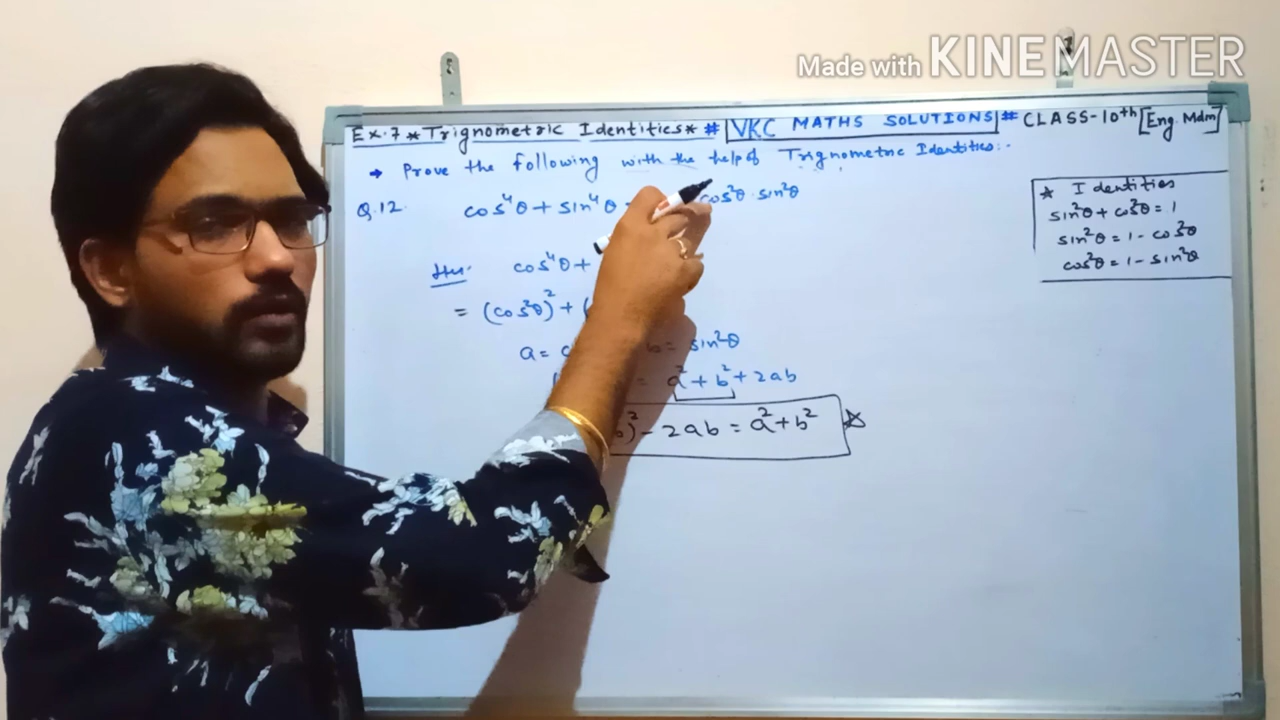 Made with KINEMASTER
Ex.7 * Trignometric Identities * # VKC MATHS SOLUTIONS # CLASS-10th [Eng. Mdm]
→ Prove the following with the help of Trignometric Identities:-
Q.12. cos⁴θ + sin⁴θ cos²θ · sin²θ
cos⁴θ +
= (cos²θ)² + (
a = = sin²θ
= a² + b² + 2ab
)² - 2ab = a² + b²
* Identities
sin²θ + cos²θ = 1
sin²θ = 1 - cos²θ
cos²θ = 1 - sin²θ